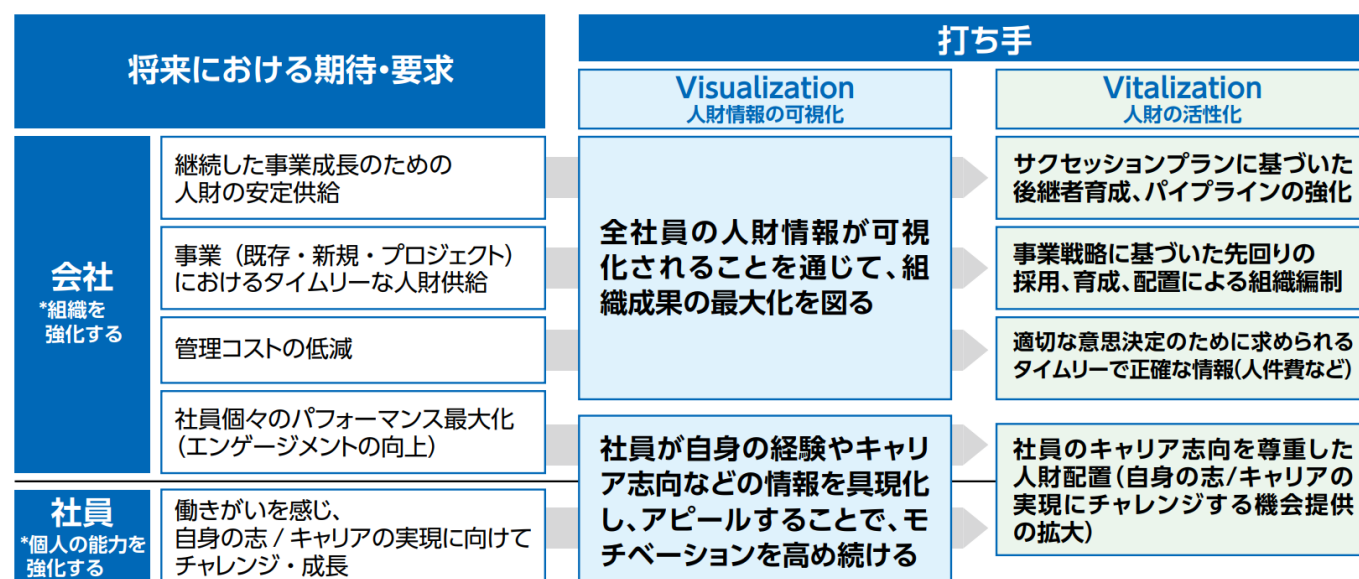 将来における期待・要求
打ち手
Visualization
人財情報の可視化
Vitalization
人財の活性化
会社
*組織を
強化する
継続した事業成長のための
人財の安定供給
事業（既存・新規・プロジェクト）
におけるタイムリーな人財供給
管理コストの低減
社員個々のパフォーマンス最大化
（エンゲージメントの向上）
全社員の人財情報が可視
化されることを通じて、組
織成果の最大化を図る
サクセッションプランに基づいた
後継者育成、パイプラインの強化
事業戦略に基づいた先回りの
採用、育成、配置による組織編制
適切な意思決定のために求められる
タイムリーで正確な情報(人件費など)
社員
*個人の能力を
強化する
働きがいを感じ、
自身の志 / キャリアの実現に向けて
チャレンジ・成長
社員が自身の経験やキャリ
ア志向などの情報を具現化
し、アピールすることで、モ
チベーションを高め続ける
社員のキャリア志向を尊重した
人財配置（自身の志/キャリアの
実現にチャレンジする機会提供
の拡大）